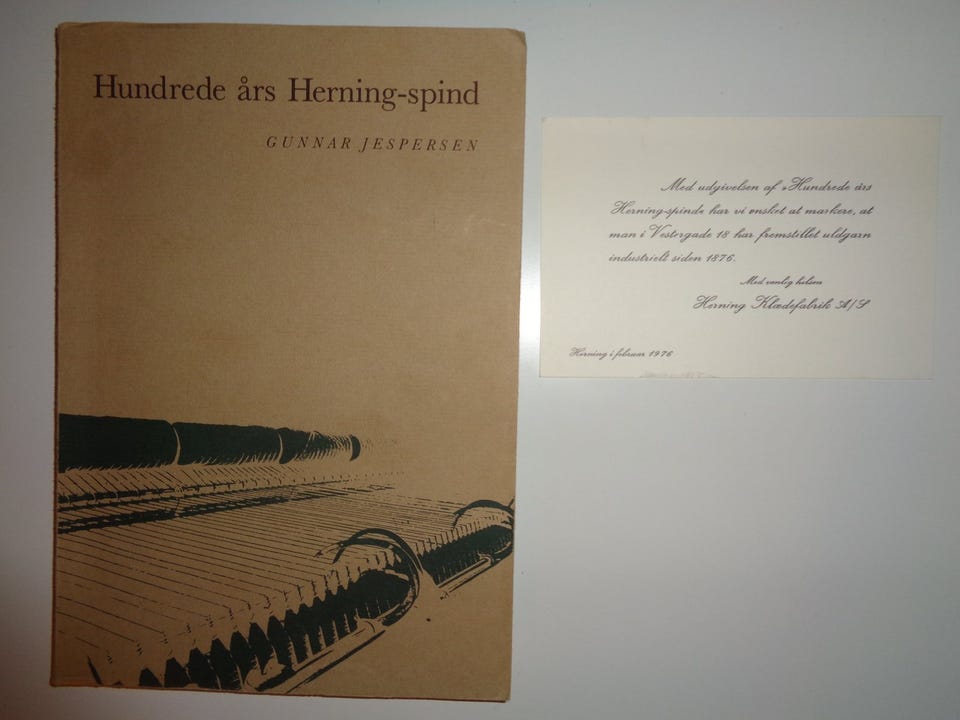 Hundrede års Herning-spind
GUNNAR JESPERSEN
Med udgivelsen af »Hundrede års
Herning-spind« har vi ønsket at markere, at
man i Vestergade 18 har fremstillet uldgarn
industrielt siden 1876.
Med venlig hilsen
Herning Klædefabrik A/S
Herning i februar 1976